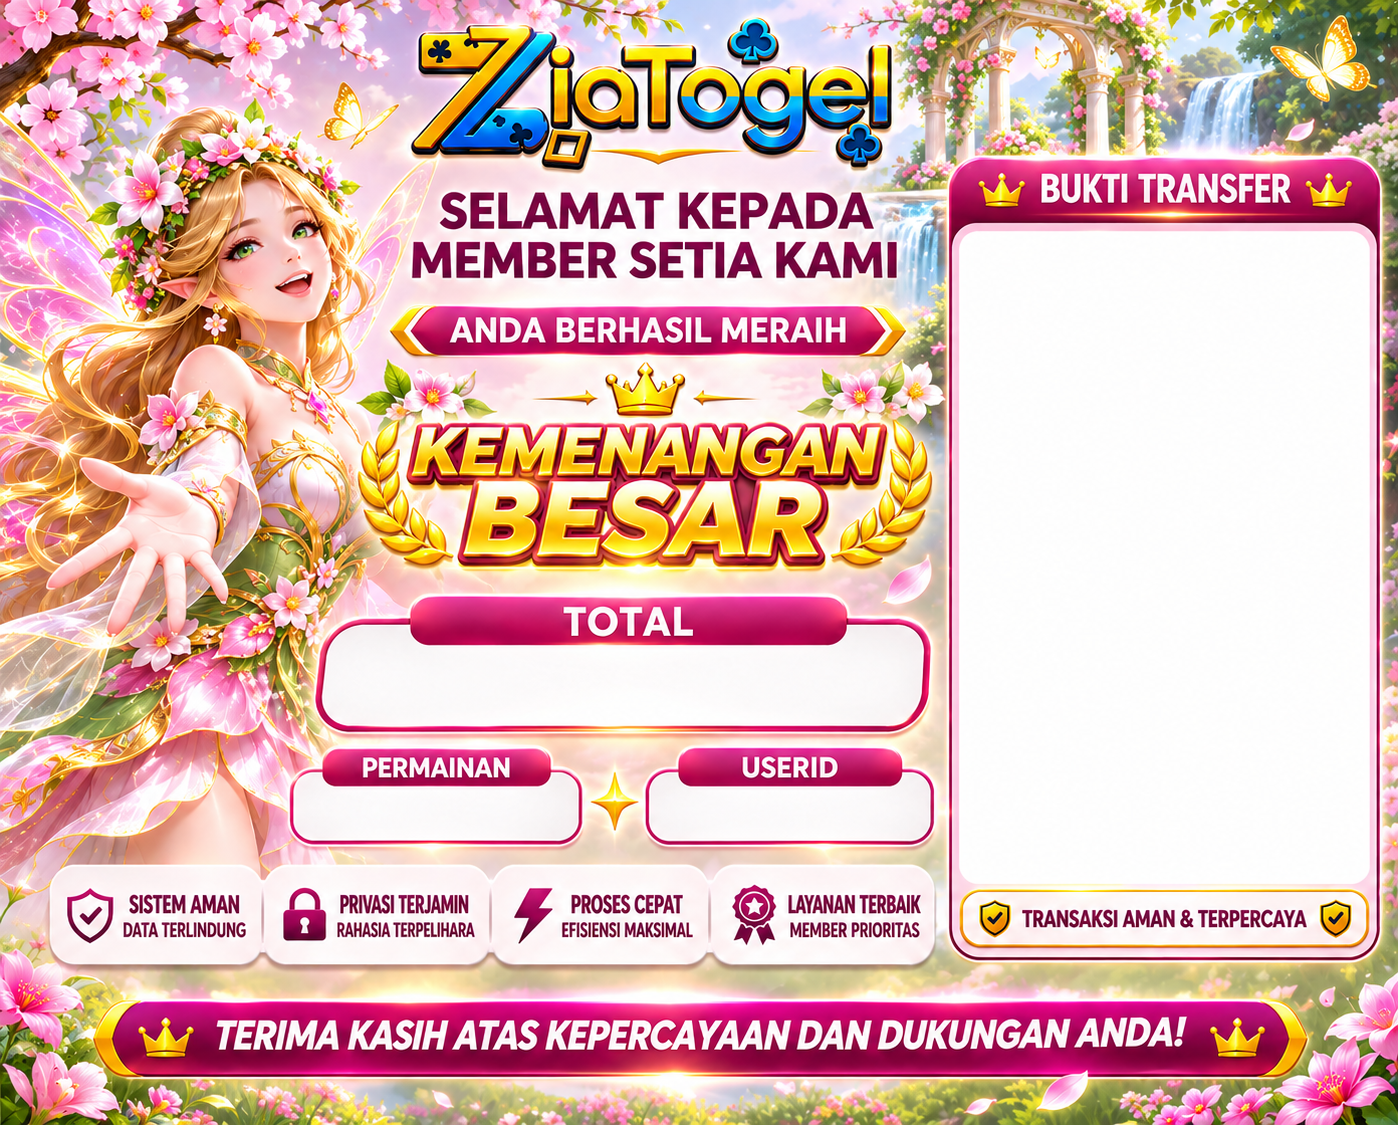 ZiaTogel
SELAMAT KEPADA
MEMBER SETIA KAMI
ANDA BERHASIL MERAIH
KEMENANGAN
BESAR
TOTAL
PERMAINAN
USERID
BUKTI TRANSFER
TRANSAKSI AMAN & TERPERCAYA
SISTEM AMAN
DATA TERLINDUNG
PRIVASI TERJAMIN
RAHASIA TERPELIHARA
PROSES CEPAT
EFISIENSI MAKSIMAL
LAYANAN TERBAIK
MEMBER PRIORITAS
TERIMA KASIH ATAS KEPERCAYAAN DAN DUKUNGAN ANDA!